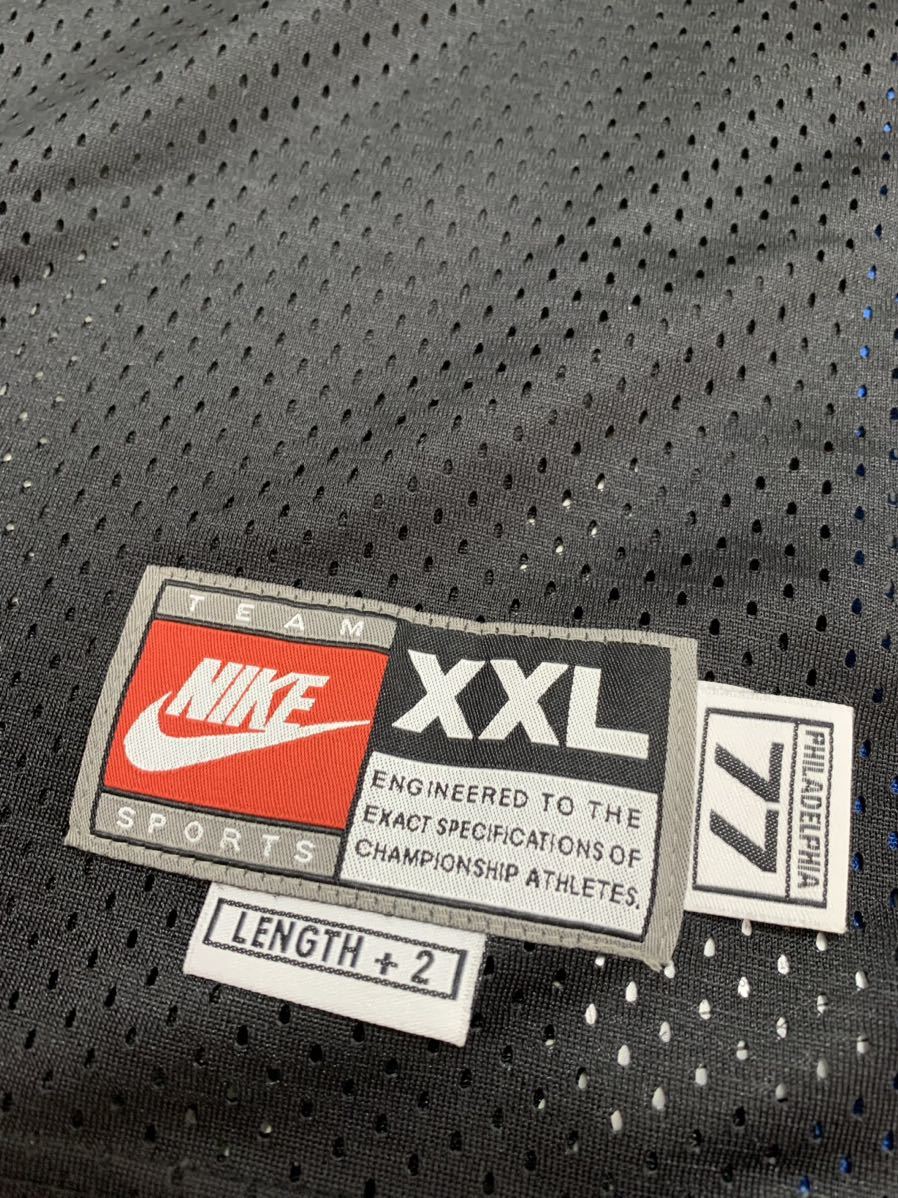 TEAM
NIKE
SPORTS
XXL
ENGINEERED TO THE
EXACT SPECIFICATIONS OF
CHAMPIONSHIP ATHLETES.
LENGTH + 2
PHILADELPHIA
77